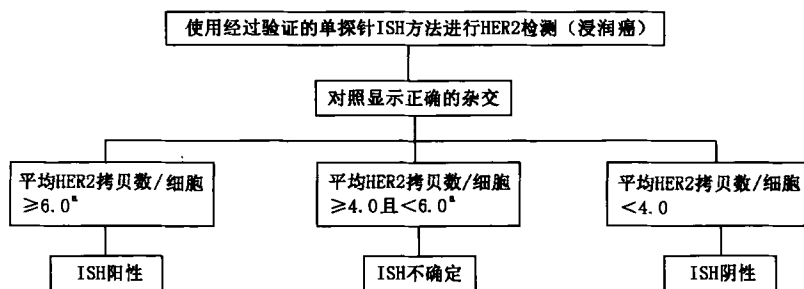 使用经过验证的单探针ISH方法进行HER2检测（浸润癌）
对照显示正确的杂交
平均HER2拷贝数/细胞
≥6.0ᵃ
平均HER2拷贝数/细胞
≥4.0且<6.0ᵃ
平均HER2拷贝数/细胞
<4.0
ISH阳性
ISH不确定
ISH阴性